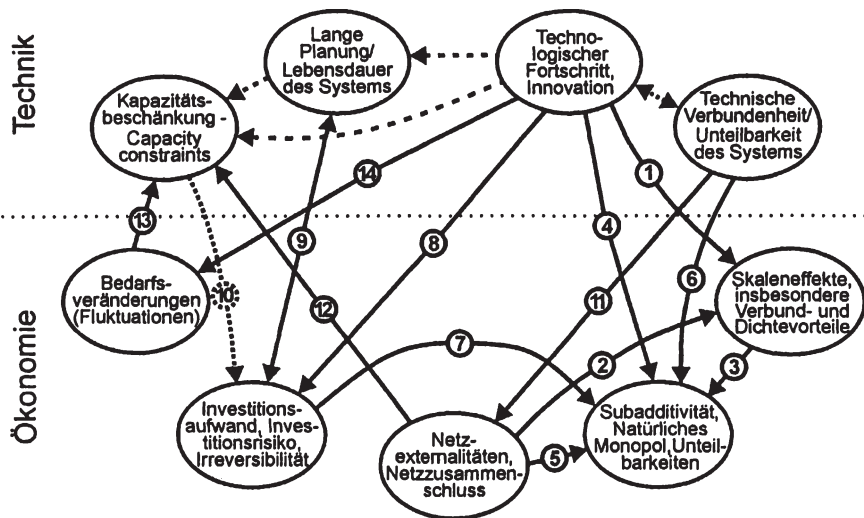 Technik
Lange
Planung/
Lebensdauer
des Systems
Techno-
logischer
Fortschritt,
Innovation
Kapazitäts-
beschänkung -
Capacity
constraints
Technische
Verbundenheit/
Unteilbarkeit
des Systems
14
1
13
9
8
4
6
Ökonomie
Bedarfs-
veränderungen
(Fluktuationen)
10
12
11
Skaleneffekte,
insbesondere
Verbund- und
Dichtevorteile
7
2
3
Investitions-
aufwand, Inves-
titionsrisiko,
Irreversibilität
Netz-
externalitäten,
Netzzusammen-
schluss
5
Subadditivität,
Natürliches
Monopol,Unteil-
barkeiten